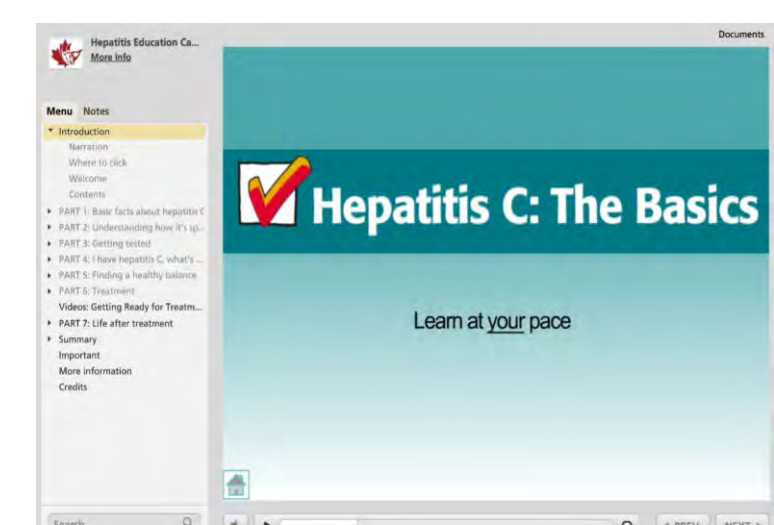 Documents
Hepatitis Education Ca...
More Info
Menu Notes
Introduction
Narration
Where to click
Welcome
Contents
PART 1: Basic facts about hepatitis C
PART 2: Understanding how it's sp...
PART 3: Getting tested
PART 4: I have hepatitis C, what's ...
PART 5: Finding a healthy balance
PART 6: Treatment
Videos: Getting Ready for Treatm...
PART 7: Life after treatment
Summary
Important
More information
Credits
Search
Hepatitis C: The Basics
Learn at your pace
< PREV
NEXT >